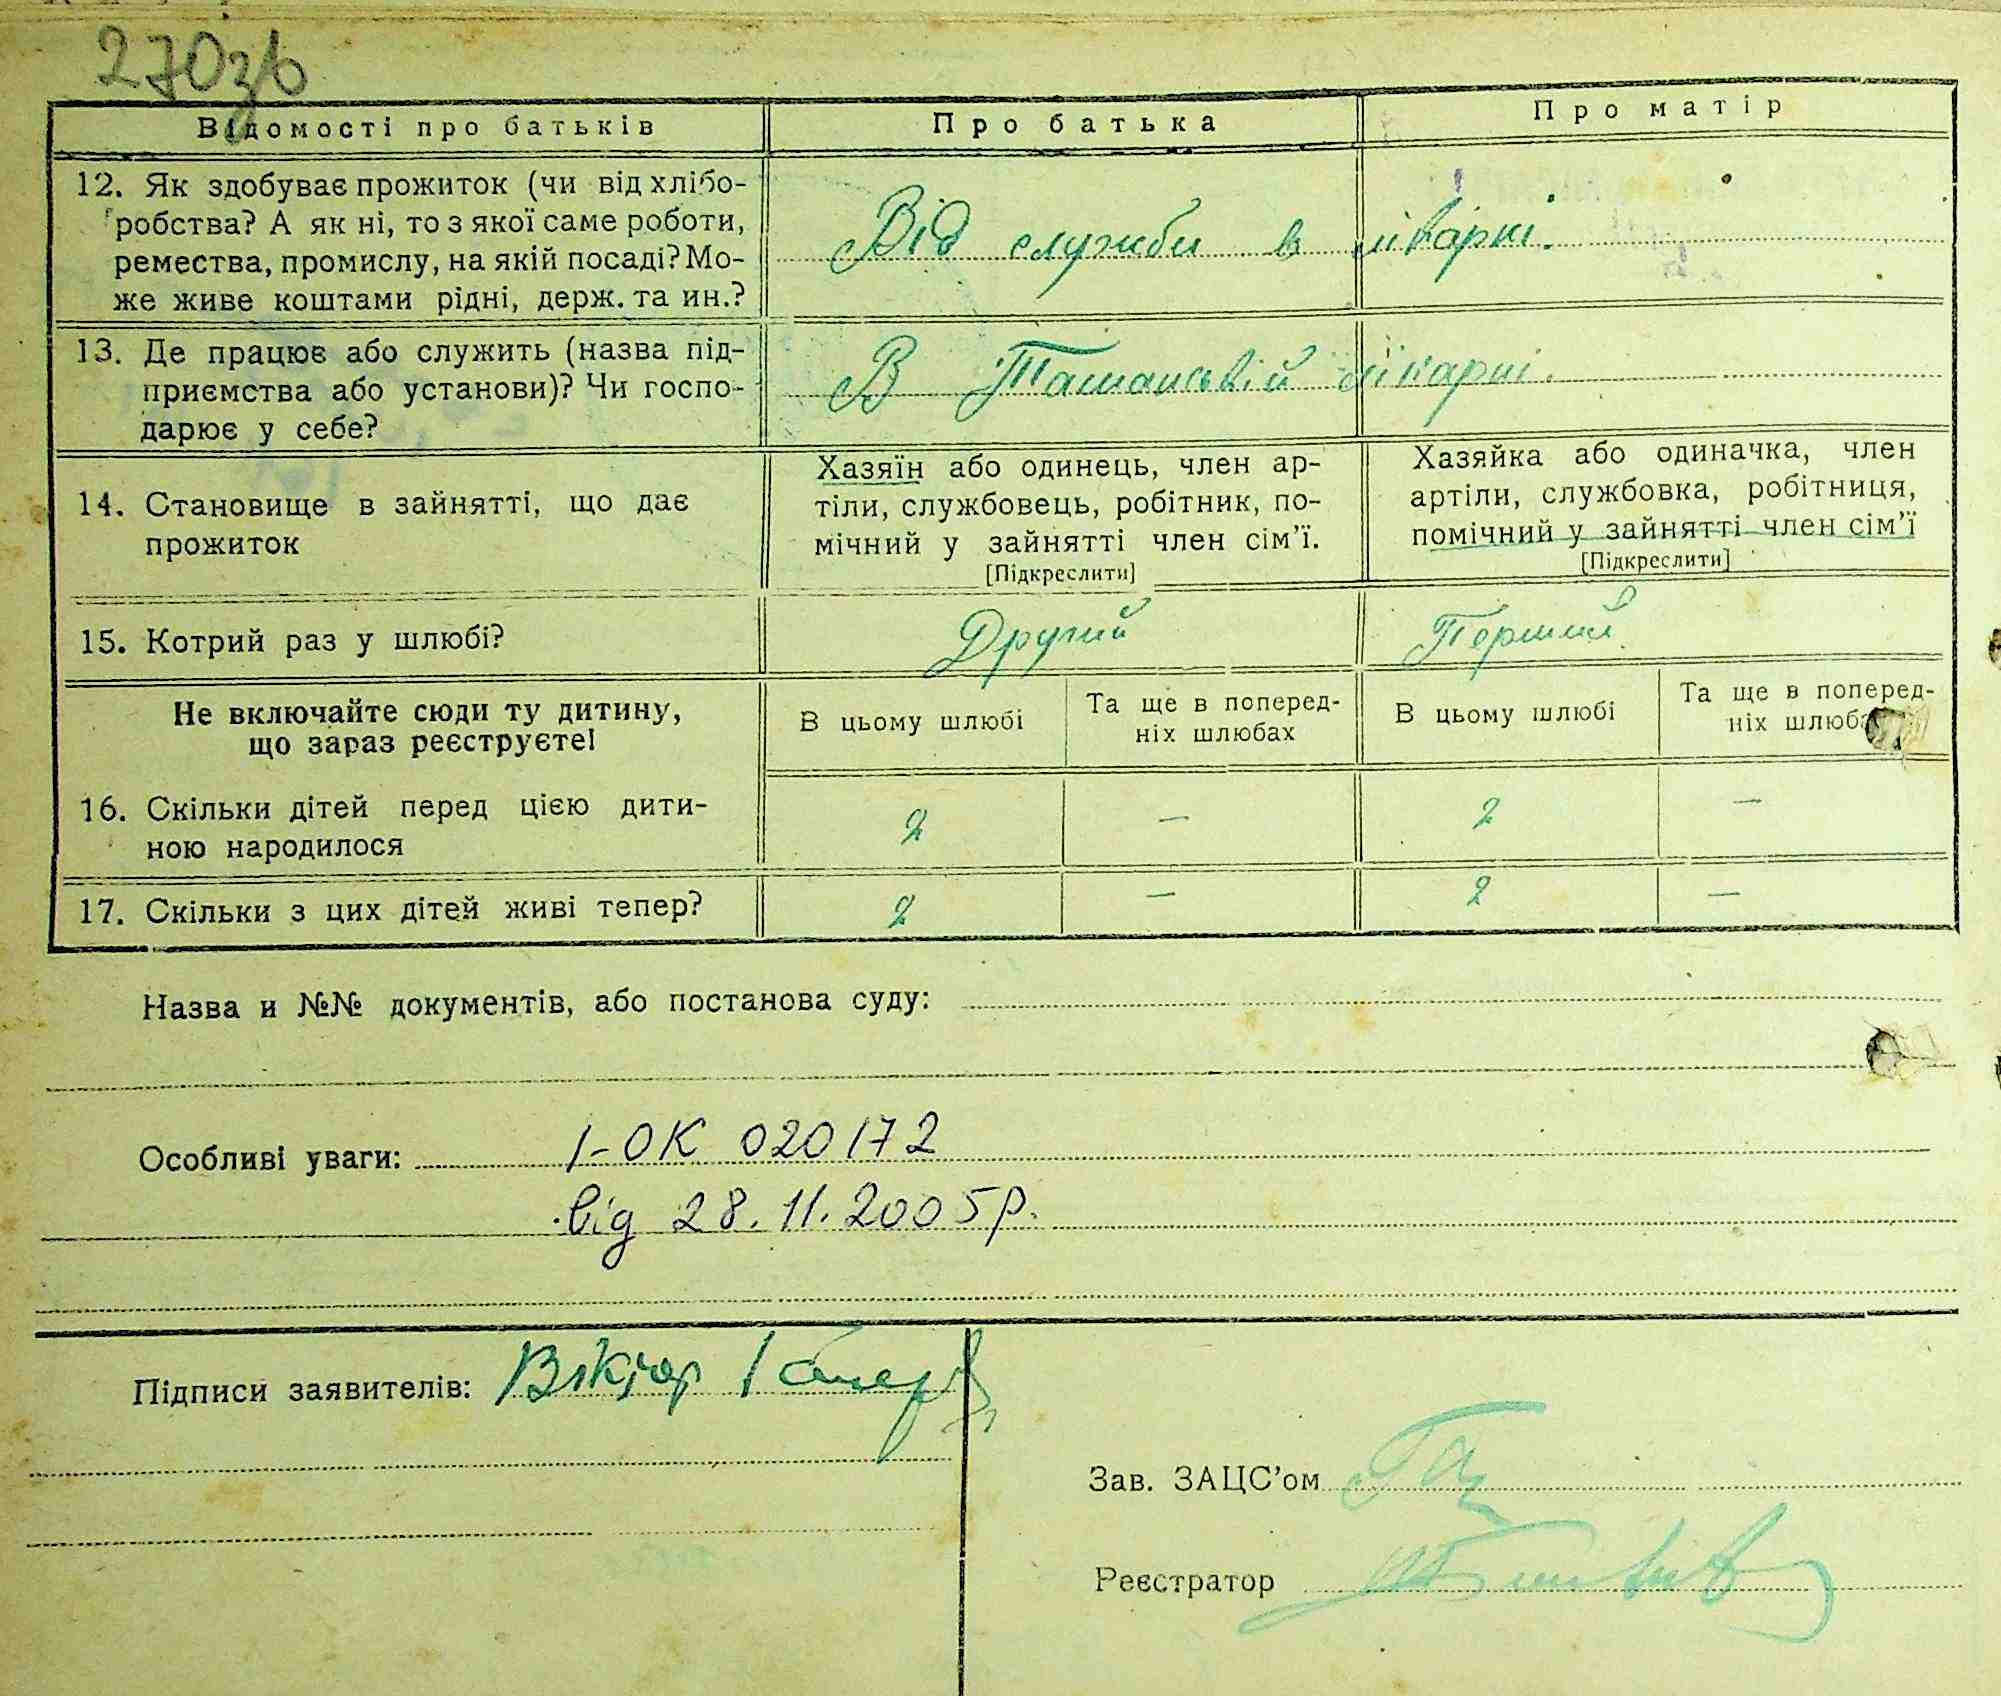 270зв
Відомості про батьків
Про батька
Про матір
12. Як здобуває прожиток (чи від хлібо-
робства? А як ні, то з якої саме роботи,
ремества, промислу, на якій посаді? Мо-
же живе коштами рідні, держ. та ин.?
Від служби в лікарні.
13. Де працює або служить (назва під-
приємства або установи)? Чи госпо-
дарює у себе?
В Ташанській лікарні.
14. Становище в зайнятті, що дає
прожиток
Хазяїн або одинець, член ар-
тіли, службовець, робітник, по-
мічний у зайнятті член сім’ї.
[Підкреслити]
Хазяйка або одиначка, член
артіли, службовка, робітниця,
помічний у зайнятті член сім’ї
[Підкреслити]
15. Котрий раз у шлюбі?
Другий
Перший
Не включайте сюди ту дитину,
що зараз реєструєте!
В цьому шлюбі
Та ще в поперед-
ніх шлюбах
В цьому шлюбі
Та ще в поперед-
ніх шлюбах
16. Скільки дітей перед цією дити-
ною народилося
2 — 2 —
17. Скільки з цих дітей живі тепер?
2 — 2 —
Назва и №№ документів, або постанова суду:
Особливі уваги: I-ОК 020172
від 28.11.2005р.
Підписи заявителів: Віктор
Зав. ЗАЦС’ом
Реєстратор